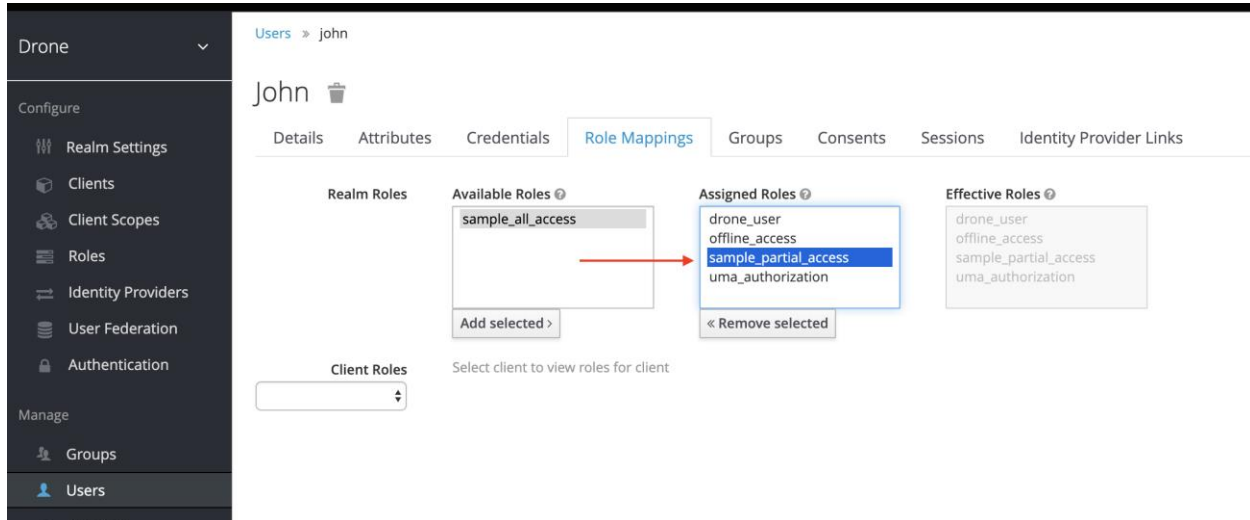 Drone
Users » john
John
Configure
Realm Settings
Clients
Client Scopes
Roles
Identity Providers
User Federation
Authentication
Manage
Groups
Users
Details Attributes Credentials Role Mappings Groups Consents Sessions Identity Provider Links
Realm Roles
Available Roles
sample_all_access
Add selected >
Assigned Roles
drone_user
offline_access
sample_partial_access
uma_authorization
« Remove selected
Effective Roles
drone_user
offline_access
sample_partial_access
uma_authorization
Client Roles
Select client to view roles for client